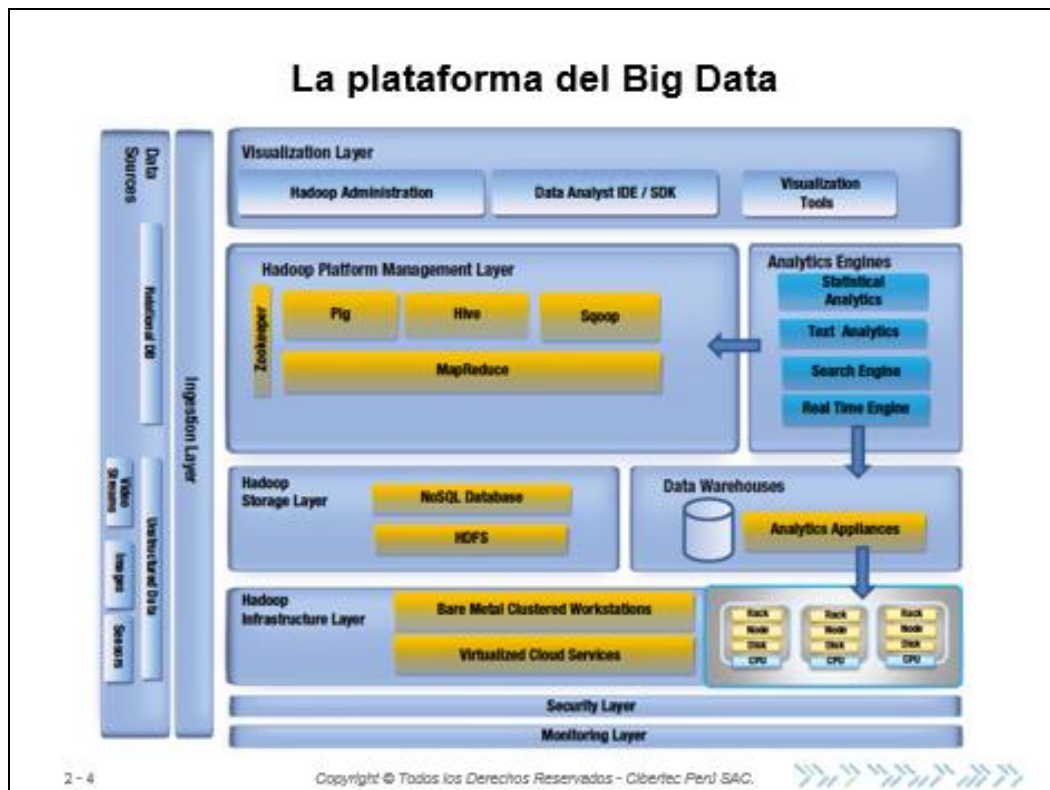 La plataforma del Big Data
Data
Sources
Relational DB
Unstructured Data
Video
Streams
Images
Sensors
Ingestion Layer
Visualization Layer
Hadoop Administration
Data Analyst IDE / SDK
Visualization
Tools
Hadoop Platform Management Layer
Zookeeper
Pig
Hive
Sqoop
MapReduce
Analytics Engines
Statistical
Analytics
Text Analytics
Search Engine
Real Time Engine
Hadoop
Storage Layer
NoSQL Database
HDFS
Data Warehouses
Analytics Appliances
Hadoop
Infrastructure Layer
Bare Metal Clustered Workstations
Virtualized Cloud Services
Rack
Node
Disk
CPU
Rack
Node
Disk
CPU
Rack
Node
Disk
CPU
Security Layer
Monitoring Layer
2 - 4
Copyright © Todos los Derechos Reservados - Cibertec Perú SAC.